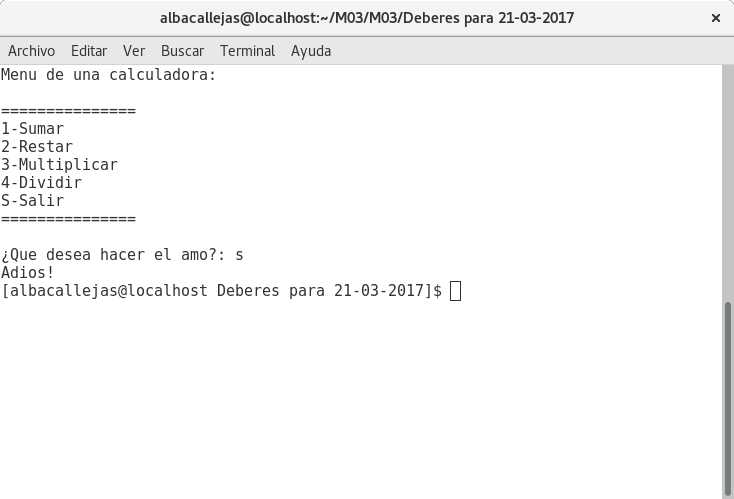 albacallejas@localhost:~/M03/M03/Deberes para 21-03-2017
Archivo Editar Ver Buscar Terminal Ayuda
Menu de una calculadora:
===============
1-Sumar
2-Restar
3-Multiplicar
4-Dividir
S-Salir
===============
¿Que desea hacer el amo?: s
Adios!
[albacallejas@localhost Deberes para 21-03-2017]$